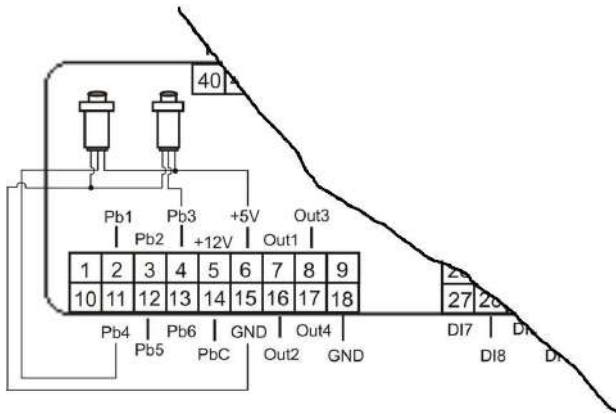 40
Pb1 Pb3 +5V Out3
Pb2 +12V Out1
1 2 3 4 5 6 7 8 9
10 11 12 13 14 15 16 17 18
27
Pb4 Pb6 GND Out4 DI7
Pb5 PbC Out2 GND DI8